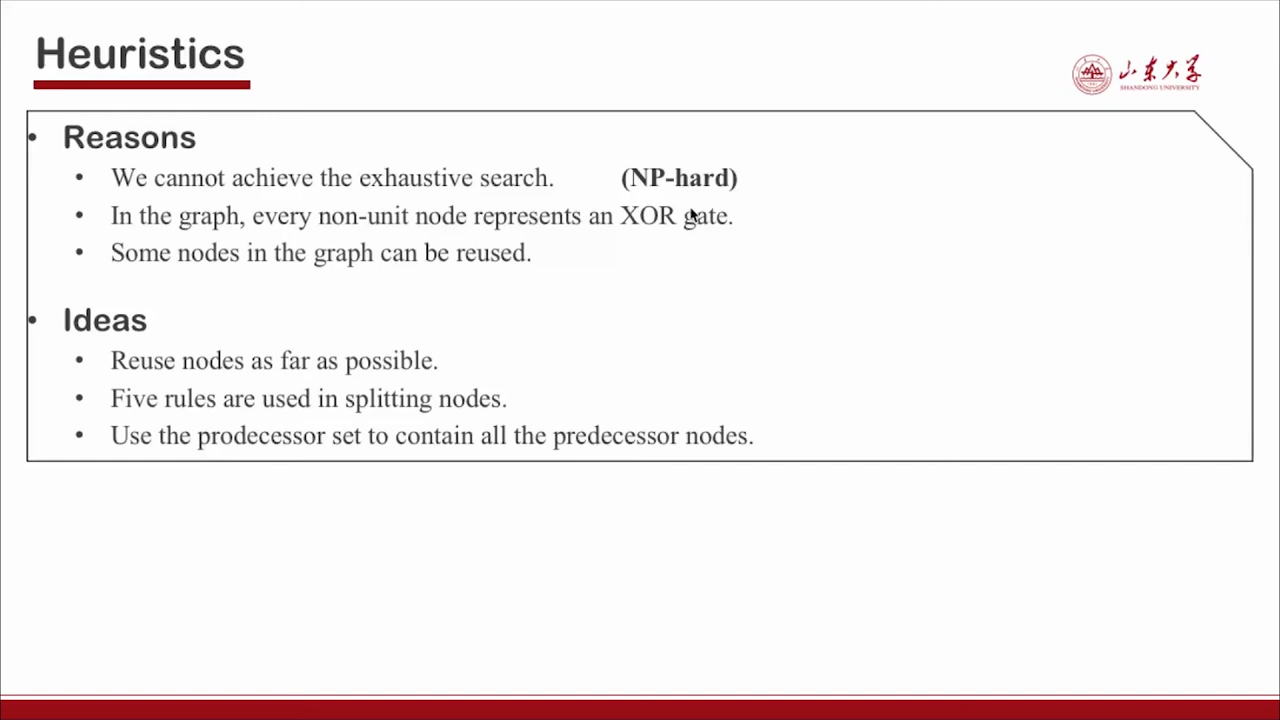 Heuristics
山东大学
SHANDONG UNIVERSITY
• Reasons
• We cannot achieve the exhaustive search. (NP-hard)
• In the graph, every non-unit node represents an XOR gate.
• Some nodes in the graph can be reused.
• Ideas
• Reuse nodes as far as possible.
• Five rules are used in splitting nodes.
• Use the prodecessor set to contain all the predecessor nodes.